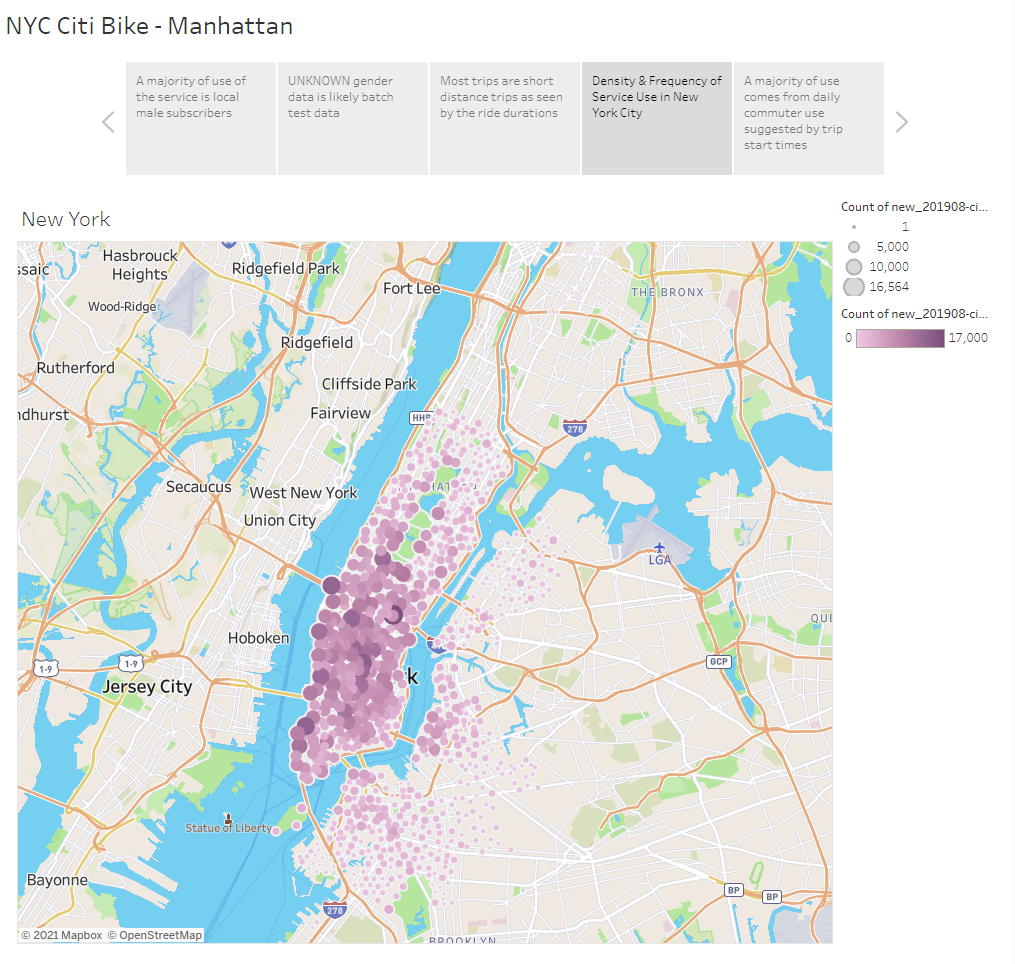 NYC Citi Bike - Manhattan
A majority of use of
the service is local
male subscribers
UNKNOWN gender
data is likely batch
test data
Most trips are short
distance trips as seen
by the ride durations
Density & Frequency of
Service Use in New
York City
A majority of use
comes from daily
commuter use
suggested by trip
start times
New York
Count of new_201908-ci...
1
5,000
10,000
16,564
Count of new_201908-ci...
0
17,000
ssaic
Hasbrouck
Heights
Ridgefield Park
Fort Lee
THE BRONX
Wood-Ridge
Ridgefield
Rutherford
Cliffside Park
Fairview
HHP
ndhurst
278
Secaucus
West New York
Union City
LGA
Hoboken
QUE
1-9
1-9
GCP
Jersey City
k
Statue of Liberty
Bayonne
BP
BP
278
© 2021 Mapbox © OpenStreetMap
BROOKLYN